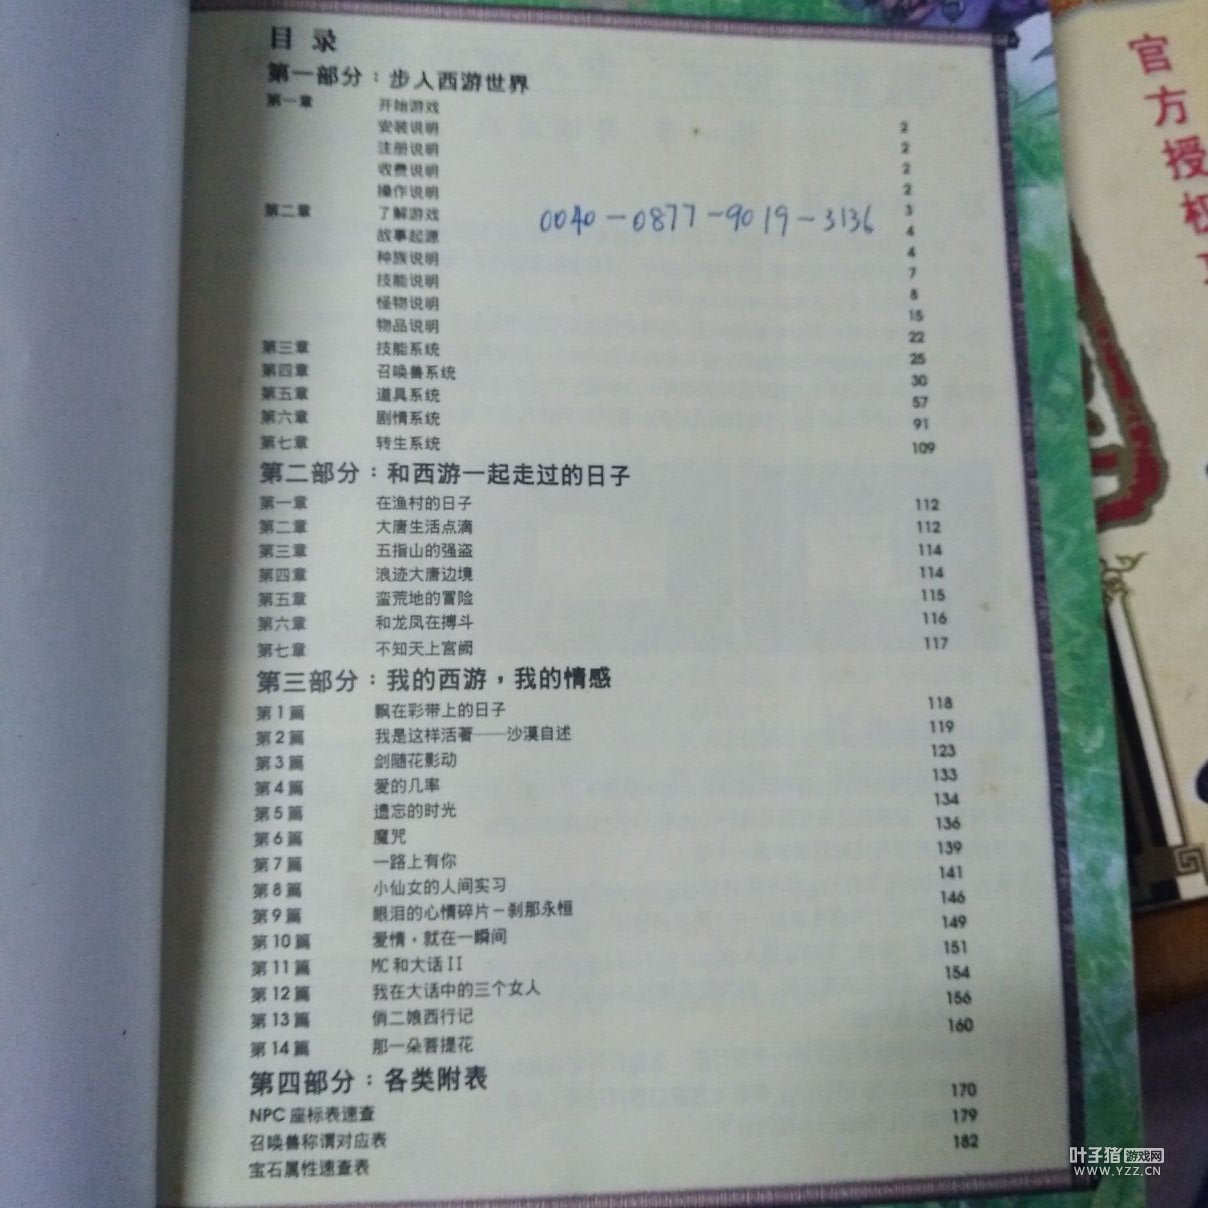 目 录
第一部分：步人西游世界
第一章 开始游戏 2
安装说明 2
注册说明 2
收费说明 2
操作说明 3
第二章 了解游戏 4
故事起源 4
种族说明 7
技能说明 8
怪物说明 15
物品说明 22
第三章 技能系统 25
第四章 召唤兽系统 30
第五章 道具系统 57
第六章 剧情系统 91
第七章 转生系统 109
0040-0877-9019-3136
第二部分：和西游一起走过的日子
第一章 在渔村的日子 112
第二章 大唐生活点滴 112
第三章 五指山的强盗 114
第四章 浪迹大唐边境 114
第五章 蛮荒地的冒险 115
第六章 和龙凤在搏斗 116
第七章 不知天上宫阙 117
第三部分：我的西游，我的情感
第1篇 飘在彩带上的日子 118
第2篇 我是这样活著——沙漠自述 119
第3篇 剑随花影动 123
第4篇 爱的几率 133
第5篇 遗忘的时光 134
第6篇 魔咒 136
第7篇 一路上有你 139
第8篇 小仙女的人间实习 141
第9篇 眼泪的心情碎片－刹那永恒 146
第10篇 爱情，就在一瞬间 149
第11篇 MC和大话II 151
第12篇 我在大话中的三个女人 154
第13篇 俏二娘西行记 156
第14篇 那一朵菩提花 160
第四部分：各类附表
NPC座标表速查 170
召唤兽称谓对应表 179
宝石属性速查表 182
官方授权
叶子猪游戏网
WWW.YZZ.CN